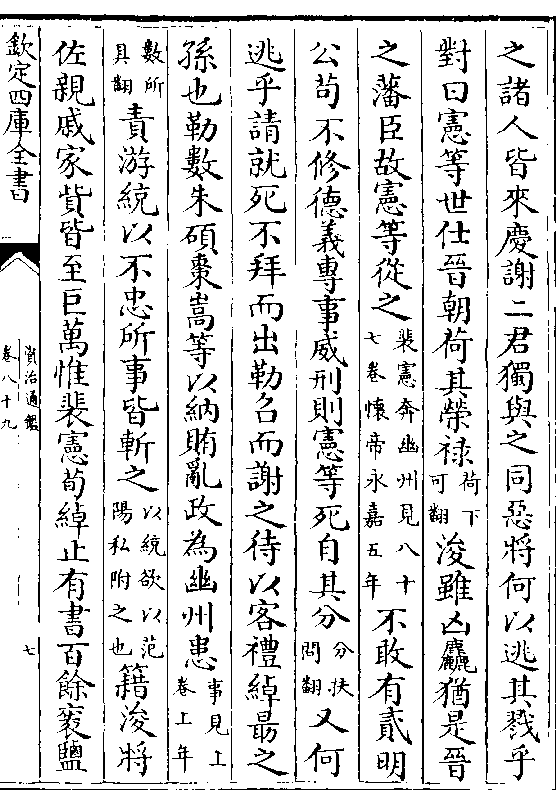 之諸人皆來慶謝二君獨與之同惡將何以逃其戮乎
對曰憲等世仕晉朝荷其榮禄荷下可翻浚雖凶麤猶是晉
之藩臣故憲等從之裴憲奔幽州見八十七卷懷帝永嘉五年不敢有貳明
公苟不修德義專事威刑則憲等死自其分分扶問翻又何
逃乎請就死不拜而出勒召而謝之待以客禮綽勗之
孫也勒數朱碩棗嵩等以納賄亂政為幽州患事見上卷上年
數所具翻責游統以不忠所事皆斬之以統欲以范陽私附之也籍浚將
佐親戚家貲皆至巨萬惟裴憲荀綽止有書百餘袠鹽
欽定四庫全書
資治通鑑
卷八十九
七